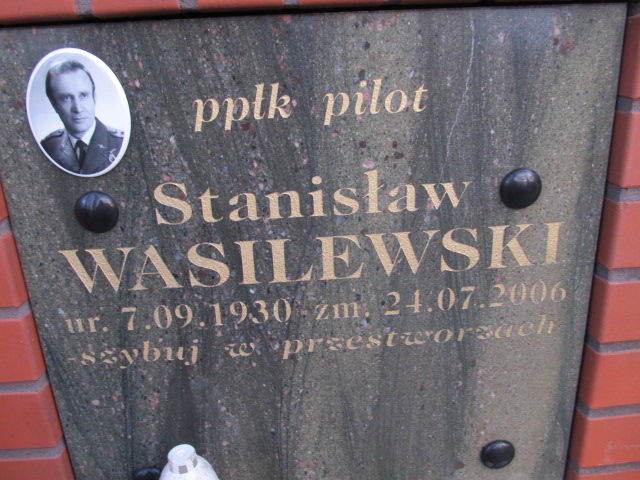 ppłk pilot
Stanisław
WASILEWSKI
ur. 7.09.1930 zm. 24.07.2006
-szybuj w przestworzach-